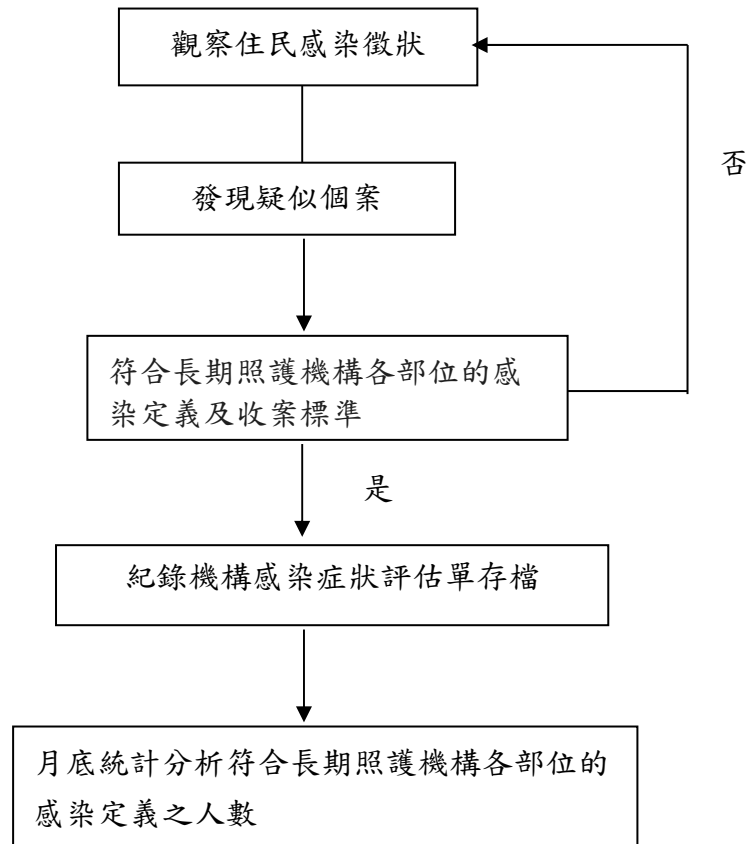 觀察住民感染徵狀
否
發現疑似個案
符合長期照護機構各部位的感
染定義及收案標準
是
紀錄機構感染症狀評估單存檔
月底統計分析符合長期照護機構各部位的
感染定義之人數